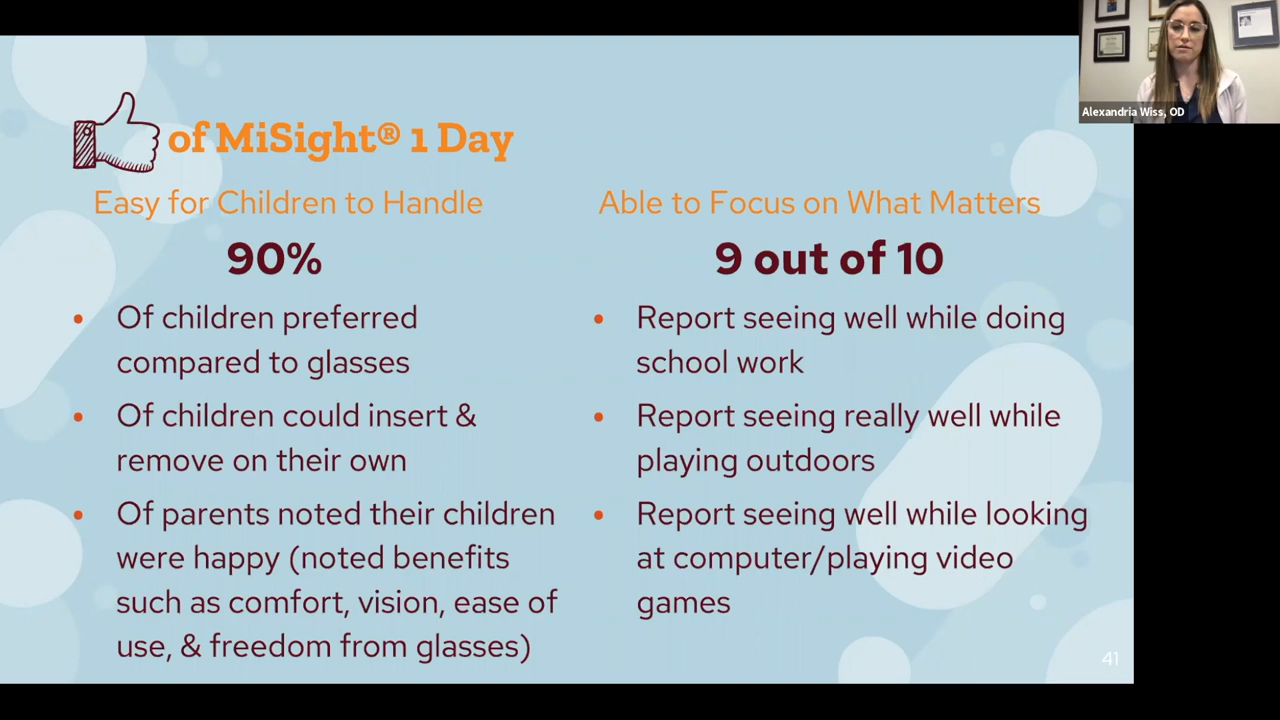 of MiSight® 1 Day
Easy for Children to Handle
90%
• Of children preferred
compared to glasses
• Of children could insert &
remove on their own
• Of parents noted their children
were happy (noted benefits
such as comfort, vision, ease of
use, & freedom from glasses)
Able to Focus on What Matters
9 out of 10
• Report seeing well while doing
school work
• Report seeing really well while
playing outdoors
• Report seeing well while looking
at computer/playing video
games
41
Alexandria Wiss, OD